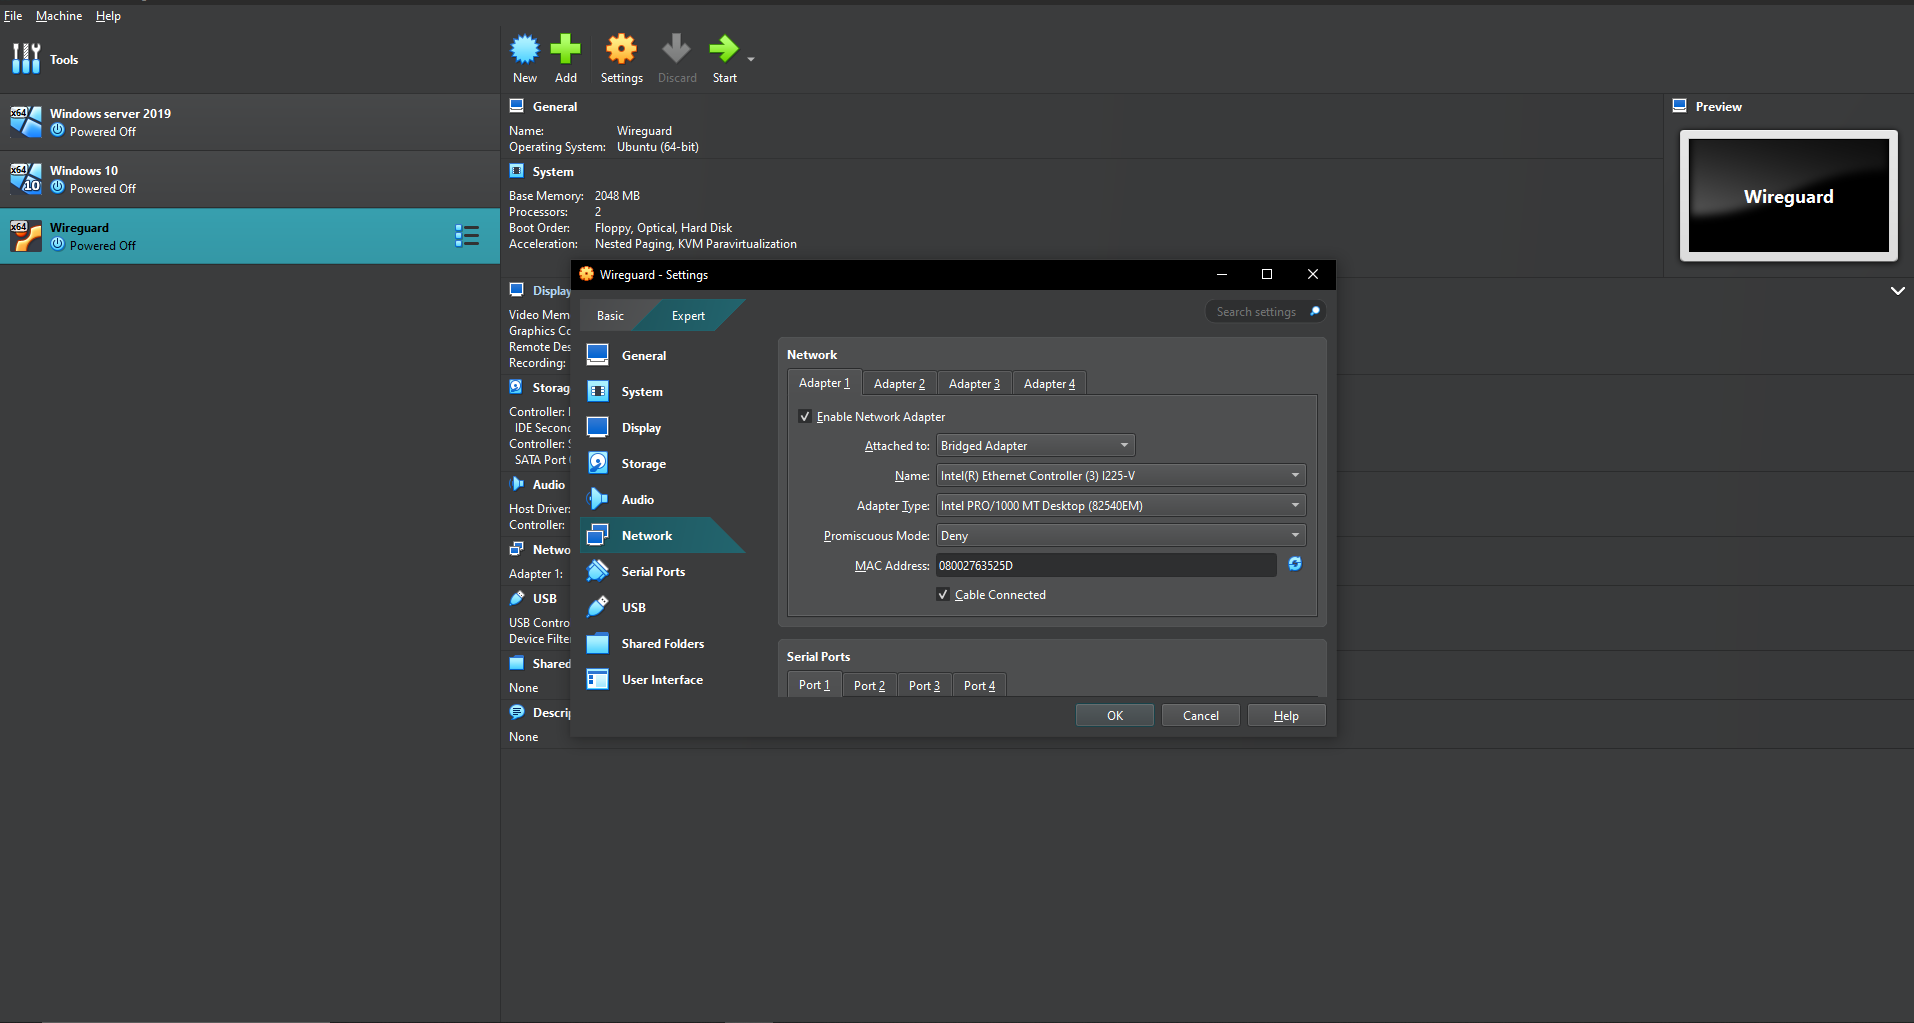 File Machine Help
Tools
New Add Settings Discard Start
x64 Windows server 2019
Powered Off
x64 10 Windows 10
Powered Off
x64 Wireguard
Powered Off
General
Name: Wireguard
Operating System: Ubuntu (64-bit)
System
Base Memory: 2048 MB
Processors: 2
Boot Order: Floppy, Optical, Hard Disk
Acceleration: Nested Paging, KVM Paravirtualization
Preview
Wireguard
Display
Video Mem
Graphics Co
Remote Des
Recording:
Storag
Controller: I
IDE Second
Controller: S
SATA Port
Audio
Host Driver:
Controller:
Netwo
Adapter 1:
USB
USB Contro
Device Filter
Shared
None
Descrip
None
Wireguard - Settings
Basic Expert
Search settings
General
System
Display
Storage
Audio
Network
Serial Ports
USB
Shared Folders
User Interface
Network
Adapter 1 Adapter 2 Adapter 3 Adapter 4
Enable Network Adapter
Attached to: Bridged Adapter
Name: Intel(R) Ethernet Controller (3) I225-V
Adapter Type: Intel PRO/1000 MT Desktop (82540EM)
Promiscuous Mode: Deny
MAC Address: 08002763525D
Cable Connected
Serial Ports
Port 1 Port 2 Port 3 Port 4
OK Cancel Help